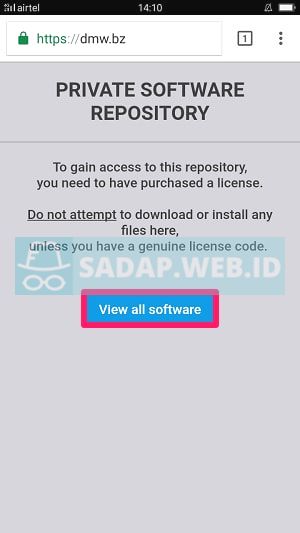 airtel 14:10
https://dmw.bz 1
PRIVATE SOFTWARE
REPOSITORY
To gain access to this repository,
you need to have purchased a license.
Do not attempt to download or install any
files here,
unless you have a genuine license code.
SADAP.WEB.ID
View all software